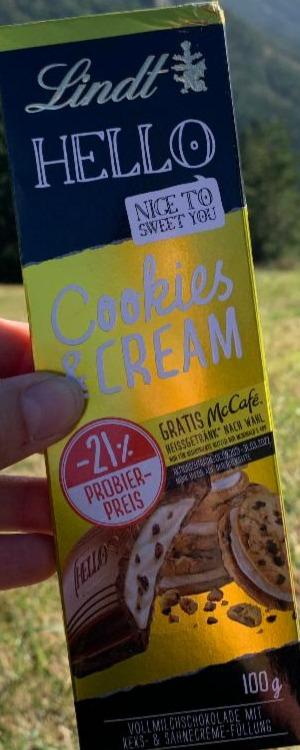 Lindt
HELLO
NICE TO
SWEET YOU
Cookies
& CREAM
GRATIS McCafé®
HEISSGETRÄNK* NACH WAHL
-21%
PROBIER-
PREIS
HELLO
100g
VOLLMILCHSCHOKOLADE MIT
KEKS- & SAHNECREME-FÜLLUNG